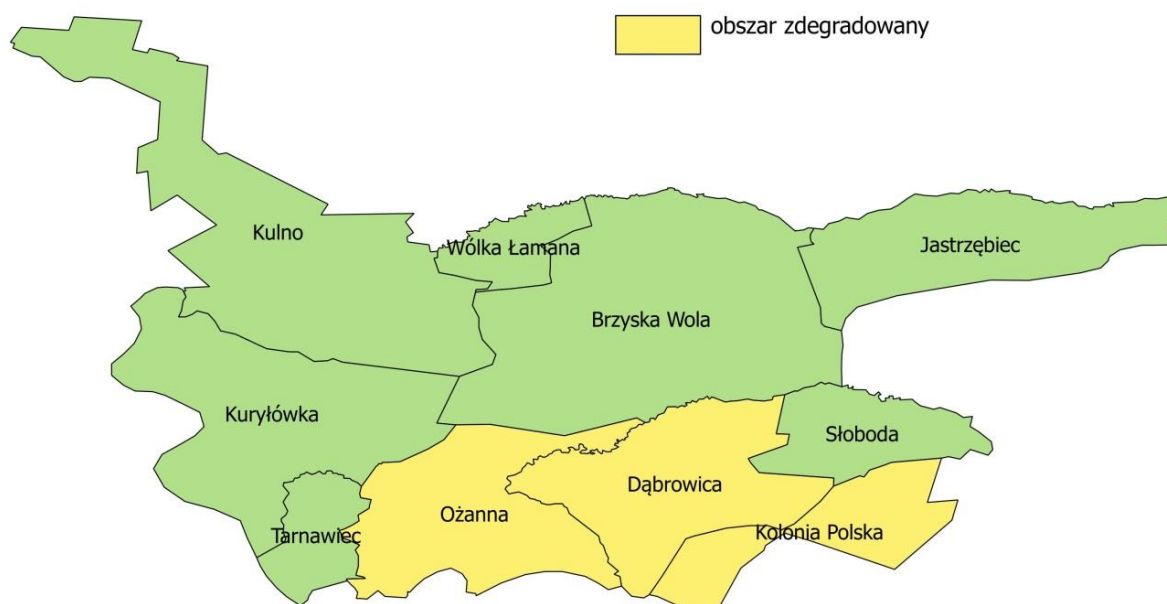 obszar zdegradowany
Kulno
Wólka Łamana
Jastrzębiec
Brzyska Wola
Kuryłówka
Słoboda
Dąbrowica
Ożanna
Tarnawiec
Kolonia Polska